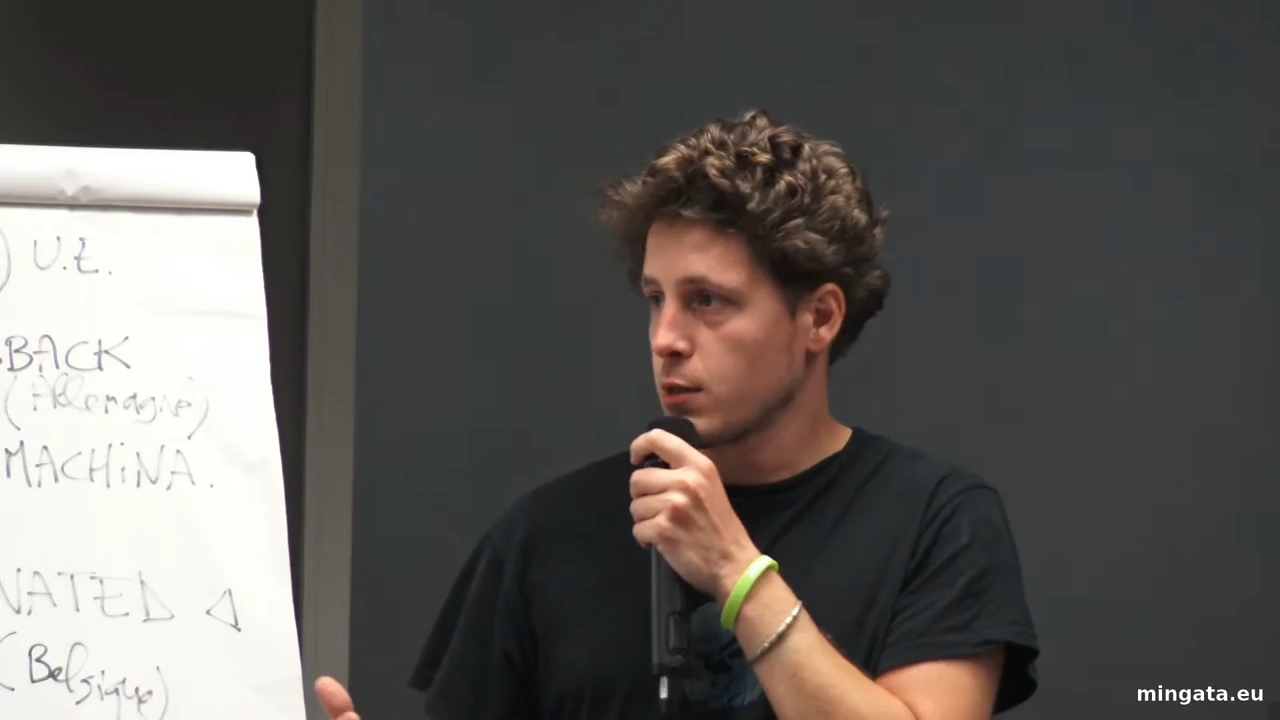 ) U.E.
BACK
(Allemagne)
MACHiNA.
NATED
(Belgique)
mingata.eu